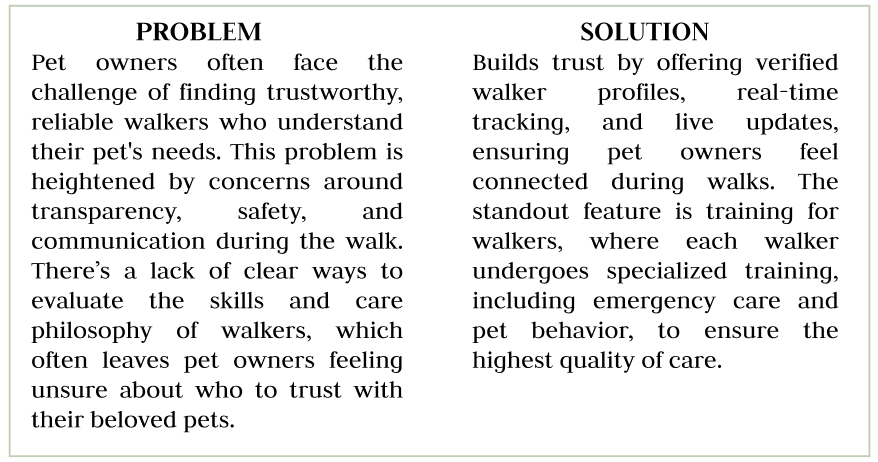 PROBLEM
Pet owners often face the
challenge of finding trustworthy,
reliable walkers who understand
their pet's needs. This problem is
heightened by concerns around
transparency, safety, and
communication during the walk.
There’s a lack of clear ways to
evaluate the skills and care
philosophy of walkers, which
often leaves pet owners feeling
unsure about who to trust with
their beloved pets.
SOLUTION
Builds trust by offering verified
walker profiles, real-time
tracking, and live updates,
ensuring pet owners feel
connected during walks. The
standout feature is training for
walkers, where each walker
undergoes specialized training,
including emergency care and
pet behavior, to ensure the
highest quality of care.